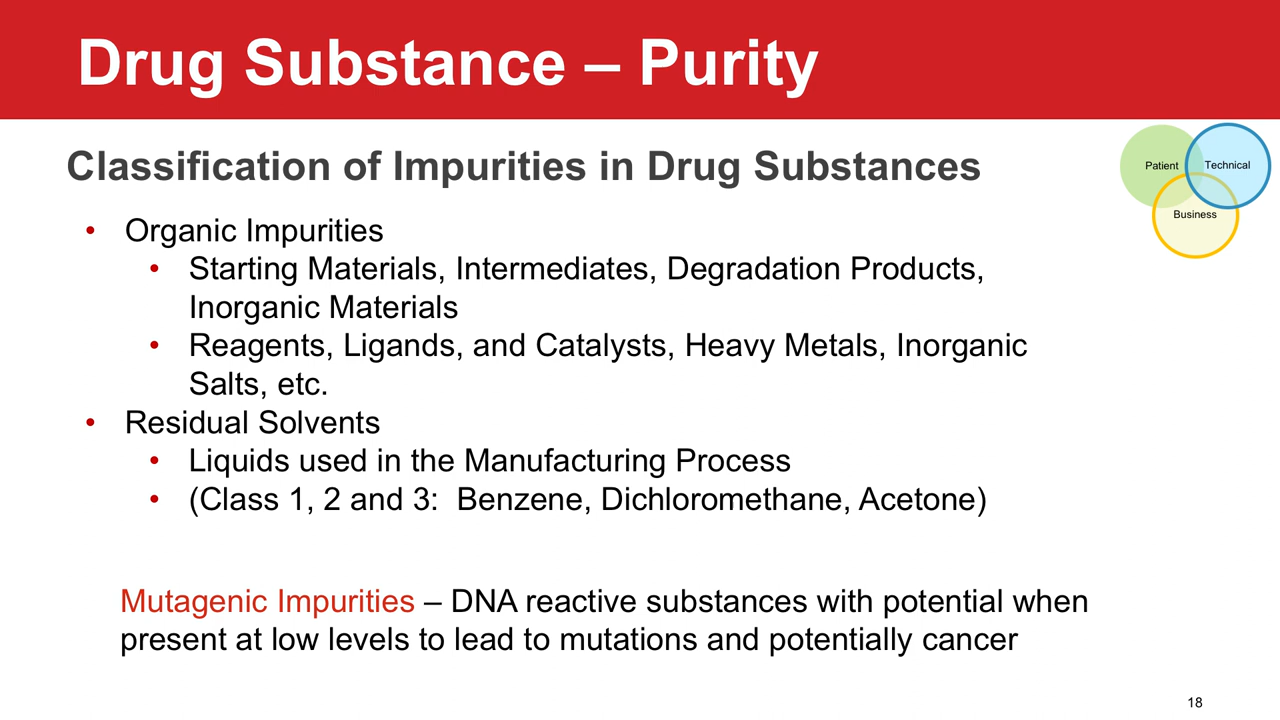 Drug Substance – Purity
Classification of Impurities in Drug Substances
Patient
Technical
Business
• Organic Impurities
• Starting Materials, Intermediates, Degradation Products,
Inorganic Materials
• Reagents, Ligands, and Catalysts, Heavy Metals, Inorganic
Salts, etc.
• Residual Solvents
• Liquids used in the Manufacturing Process
• (Class 1, 2 and 3:  Benzene, Dichloromethane, Acetone)
Mutagenic Impurities – DNA reactive substances with potential when
present at low levels to lead to mutations and potentially cancer
18